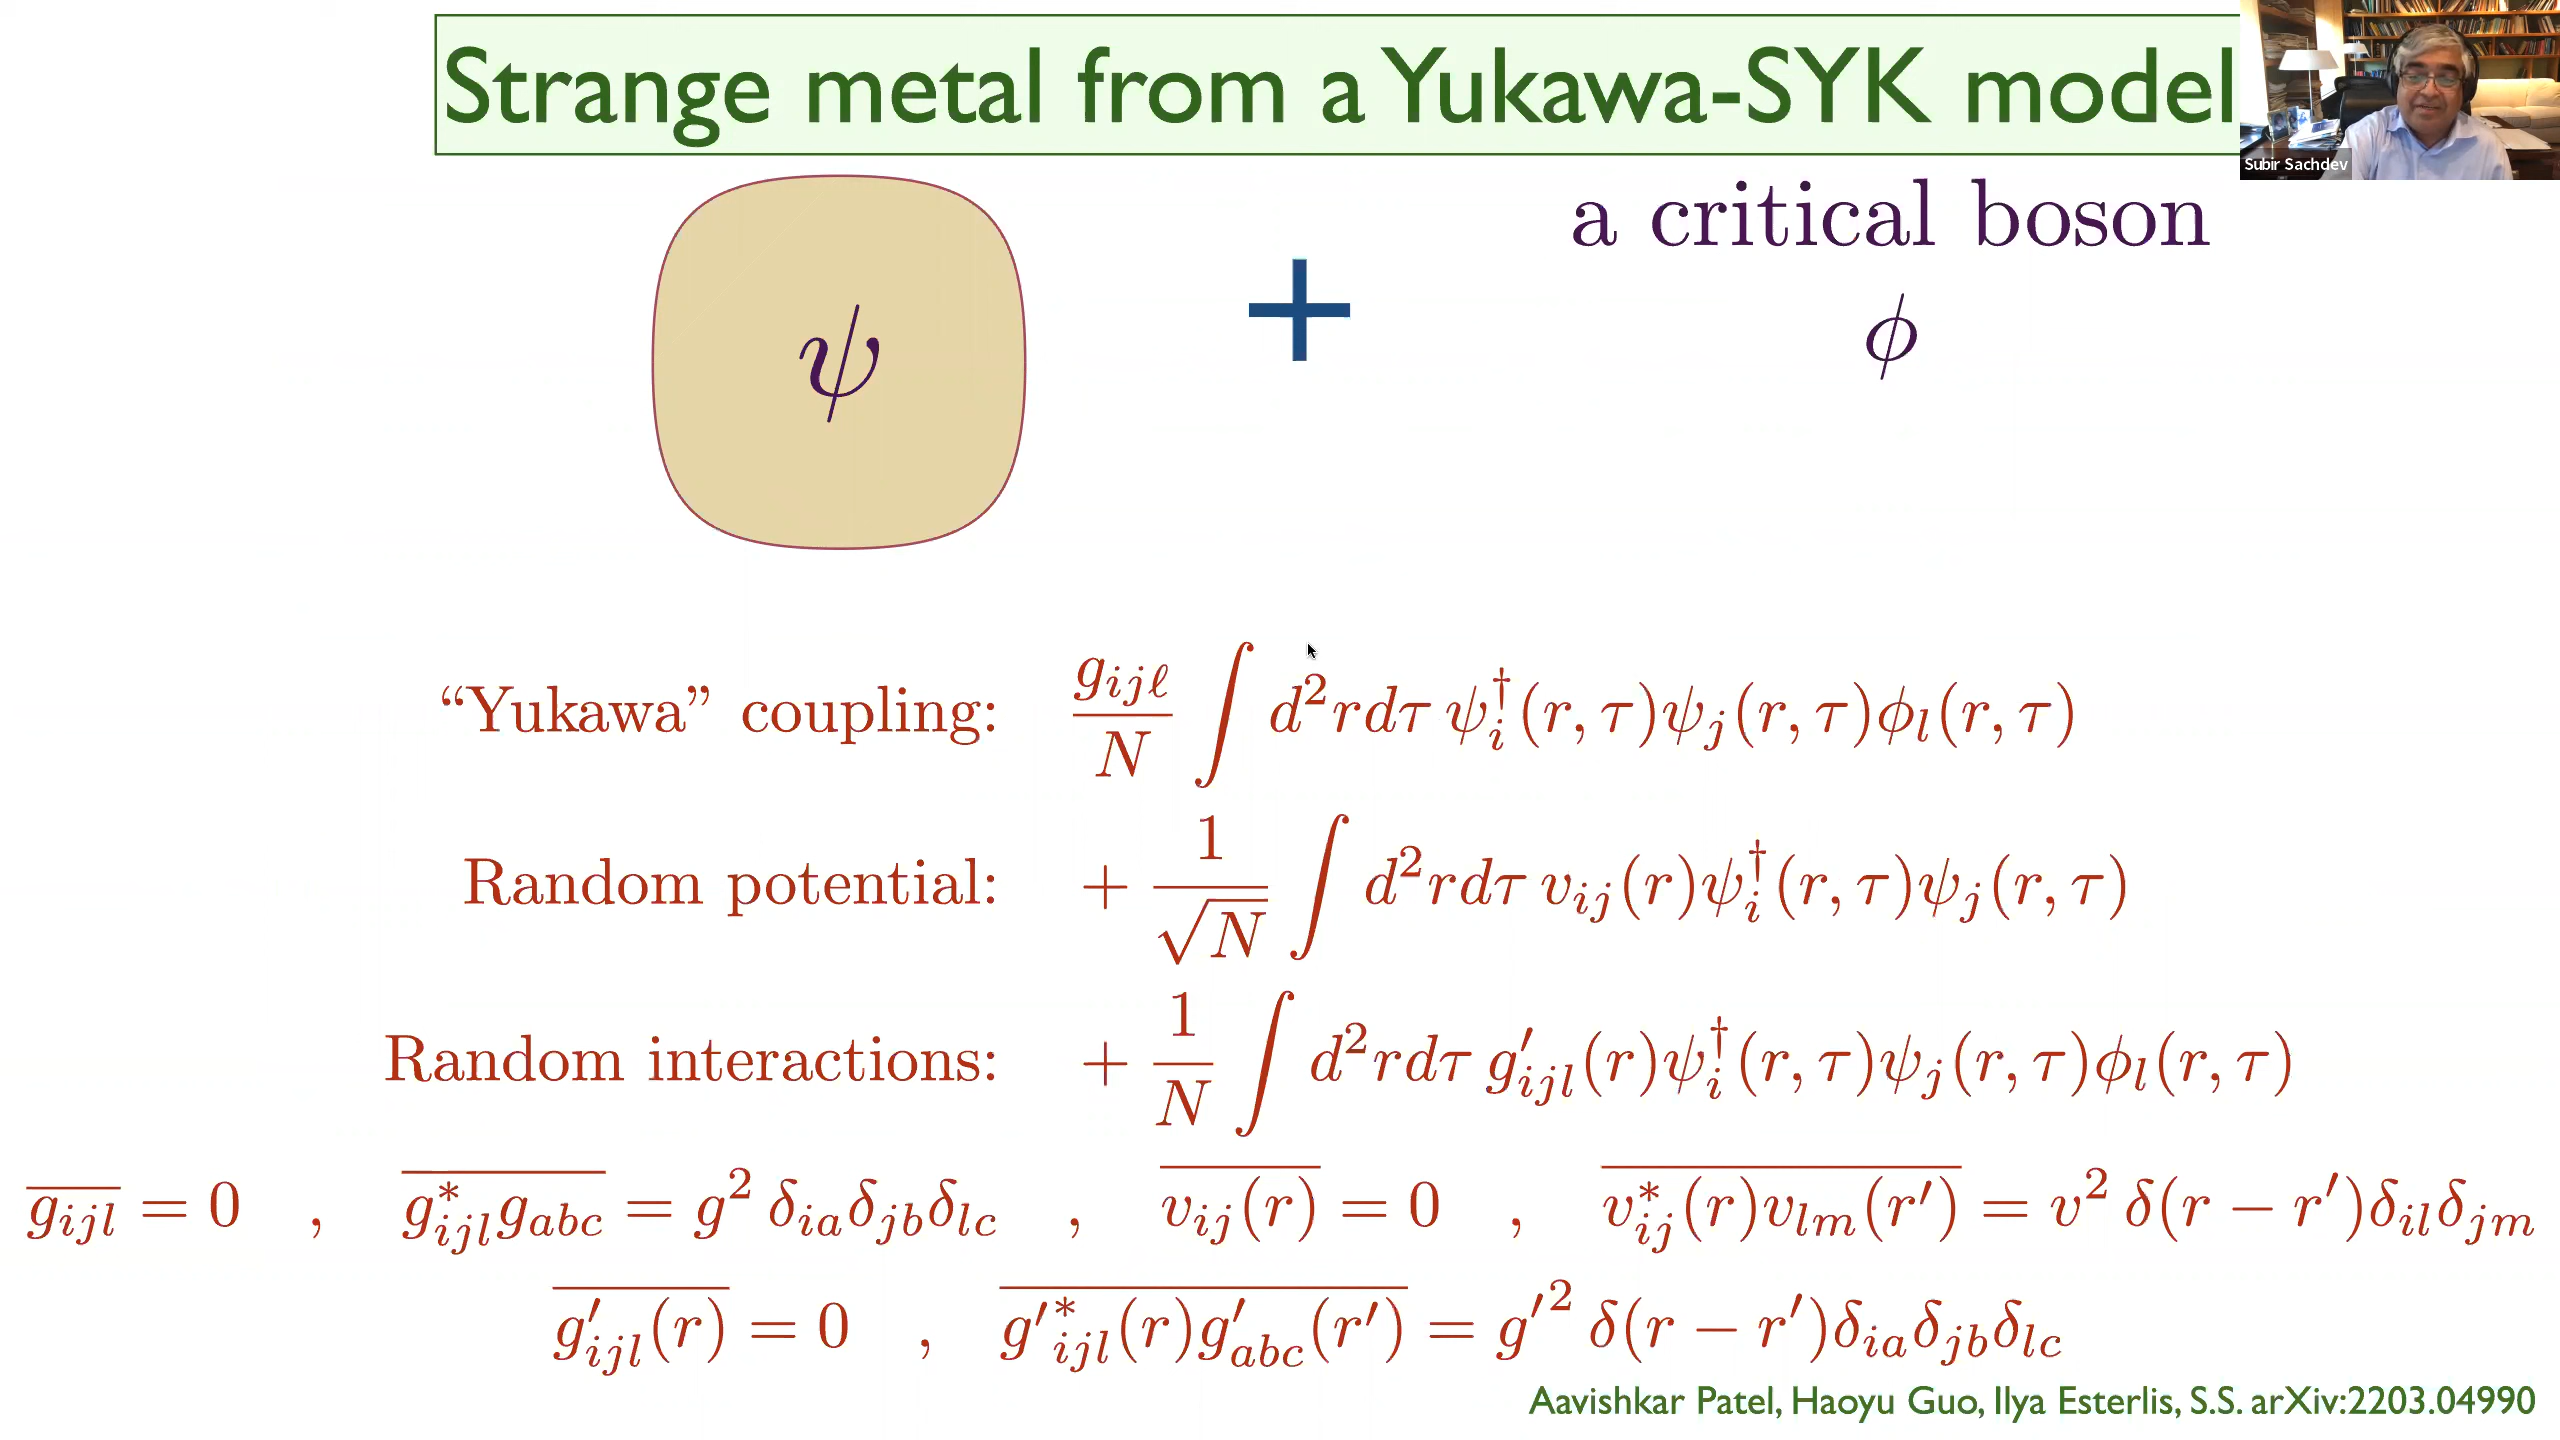 Strange metal from a Yukawa-SYK model
Subir Sachdev
a critical boson
ψ + ϕ
“Yukawa” coupling: \frac{g_{ijℓ}}{N} ∫ d²r dτ ψ_i^†(r, τ)ψ_j(r, τ)ϕ_l(r, τ)
Random potential: + \frac{1}{\sqrt{N}} ∫ d²r dτ v_{ij}(r)ψ_i^†(r, τ)ψ_j(r, τ)
Random interactions: + \frac{1}{N} ∫ d²r dτ g′_{ijl}(r)ψ_i^†(r, τ)ψ_j(r, τ)ϕ_l(r, τ)
\overline{g_{ijl}} = 0 , \overline{g^*_{ijl}g_{abc}} = g² δ_{ia}δ_{jb}δ_{lc} , \overline{v_{ij}(r)} = 0 , \overline{v^*_{ij}(r)v_{lm}(r′)} = v² δ(r − r′)δ_{il}δ_{jm}
\overline{g′_{ijl}(r)} = 0 , \overline{g′^*_{ijl}(r)g′_{abc}(r′)} = g′² δ(r − r′)δ_{ia}δ_{jb}δ_{lc}
Aavishkar Patel, Haoyu Guo, Ilya Esterlis, S.S. arXiv:2203.04990